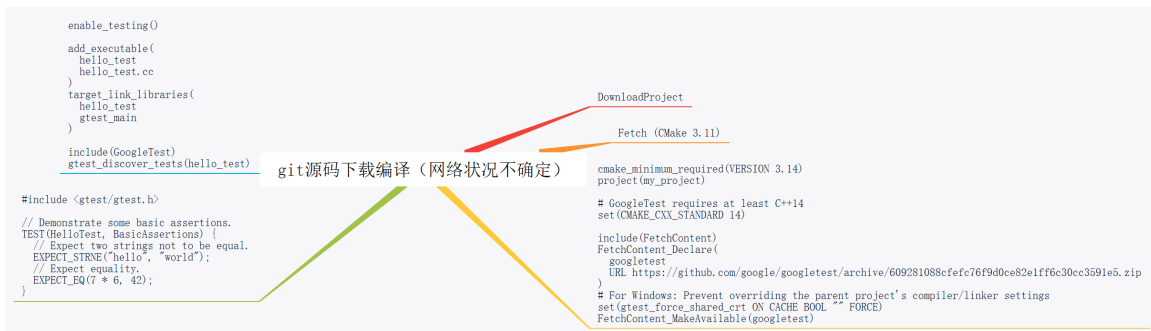 git源码下载编译（网络状况不确定）
DownloadProject
Fetch (CMake 3.11)
cmake_minimum_required(VERSION 3.14)
project(my_project)
# GoogleTest requires at least C++14
set(CMAKE_CXX_STANDARD 14)
include(FetchContent)
FetchContent_Declare(
  googletest
  URL https://github.com/google/googletest/archive/609281088cfefc76f9d0ce82e1ff6c30cc3591e5.zip
)
# For Windows: Prevent overriding the parent project's compiler/linker settings
set(gtest_force_shared_crt ON CACHE BOOL "" FORCE)
FetchContent_MakeAvailable(googletest)
enable_testing()
add_executable(
  hello_test
  hello_test.cc
)
target_link_libraries(
  hello_test
  gtest_main
)
include(GoogleTest)
gtest_discover_tests(hello_test)
#include <gtest/gtest.h>
// Demonstrate some basic assertions.
TEST(HelloTest, BasicAssertions) {
  // Expect two strings not to be equal.
  EXPECT_STRNE("hello", "world");
  // Expect equality.
  EXPECT_EQ(7 * 6, 42);
}